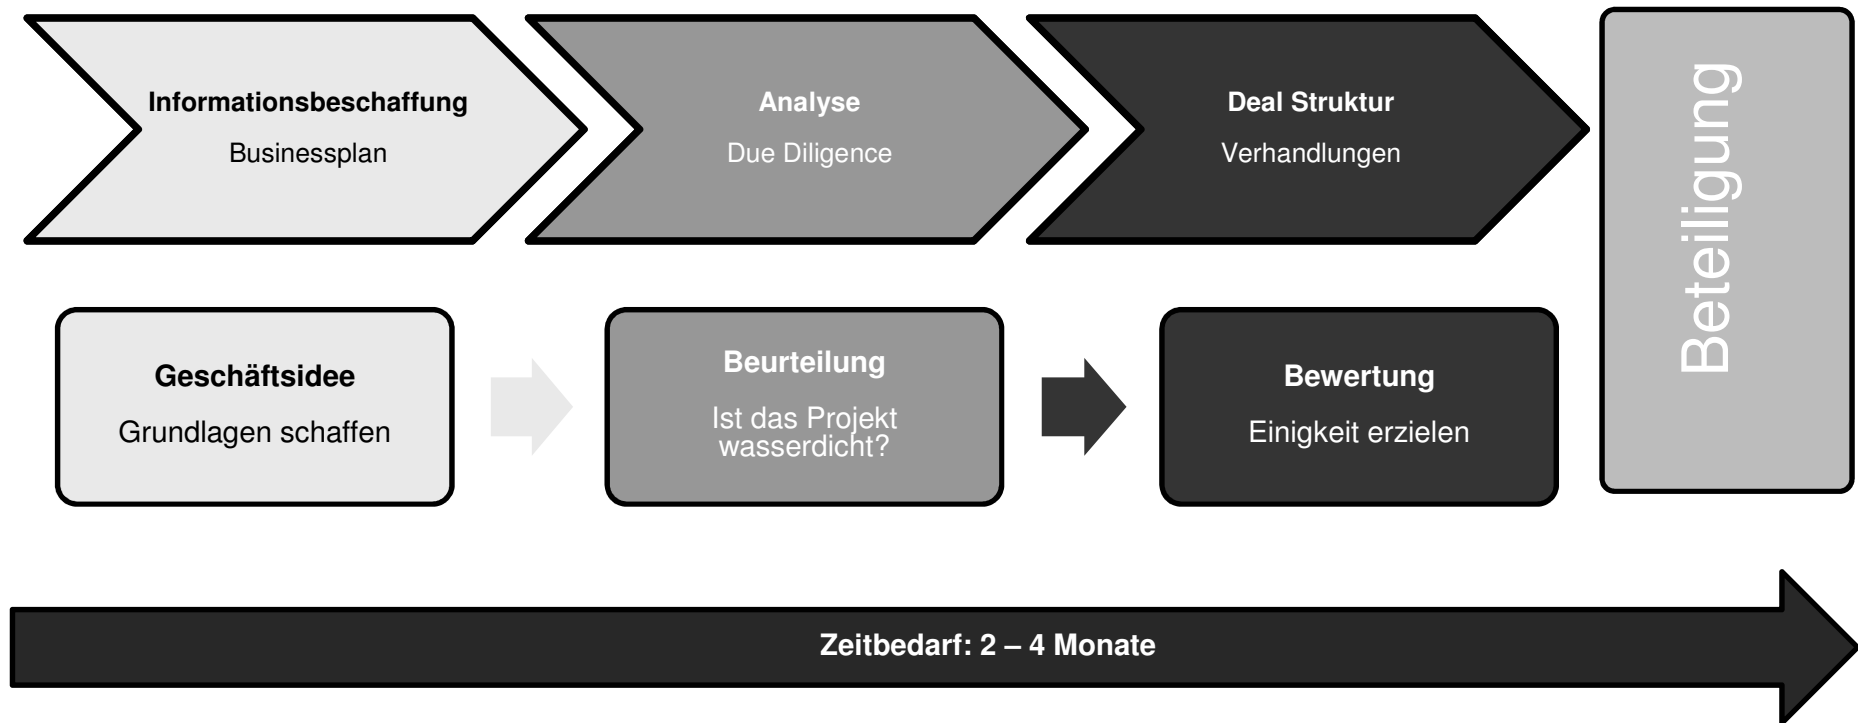 Informationsbeschaffung
Businessplan
Analyse
Due Diligence
Deal Struktur
Verhandlungen
Beteiligung
Geschäftsidee
Grundlagen schaffen
Beurteilung
Ist das Projekt
wasserdicht?
Bewertung
Einigkeit erzielen
Zeitbedarf: 2 – 4 Monate